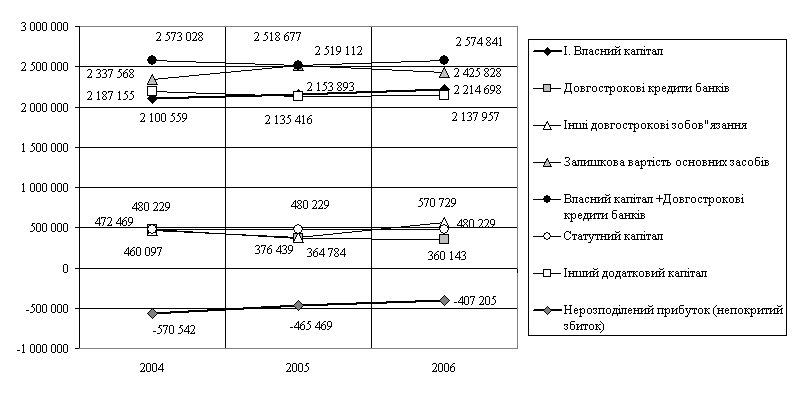 3 000 000
2 573 028
2 518 677
2 574 841
2 519 112
2 500 000
2 337 568
2 425 828
2 187 155
2 153 893
2 214 698
2 000 000
2 100 559
2 135 416
2 137 957
1 500 000
1 000 000
480 229
480 229
570 729
472 469
480 229
500 000
460 097
376 439
364 784
360 143
0
-407 205
-500 000
-570 542
-465 469
-1 000 000
2004
2005
2006
І. Власний капітал
Довгострокові кредити банків
Інші довгострокові зобов"язання
Залишкова вартість основних засобів
Власний капітал +Довгострокові
кредити банків
Статутний капітал
Інший додатковий капітал
Нерозподілений прибуток (непокритий
збиток)